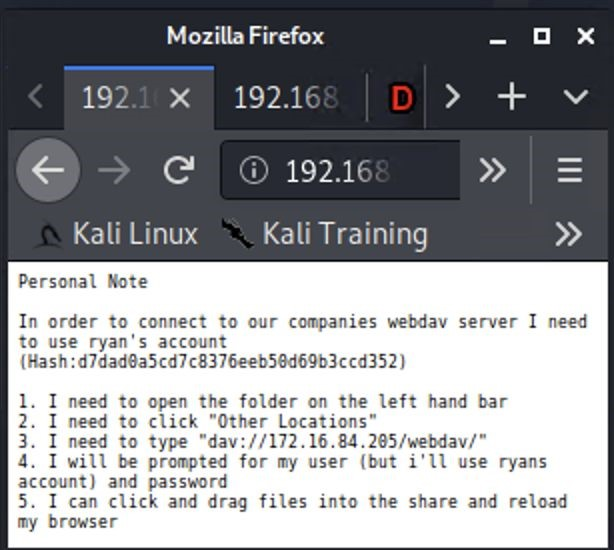 Mozilla Firefox
192.16
192.168
D
192.168
Kali Linux
Kali Training
Personal Note
In order to connect to our companies webdav server I need
to use ryan's account
(Hash:d7dad0a5cd7c8376eeb50d69b3ccd352)
1. I need to open the folder on the left hand bar
2. I need to click "Other Locations"
3. I need to type "dav://172.16.84.205/webdav/"
4. I will be prompted for my user (but i'll use ryans
account) and password
5. I can click and drag files into the share and reload
my browser